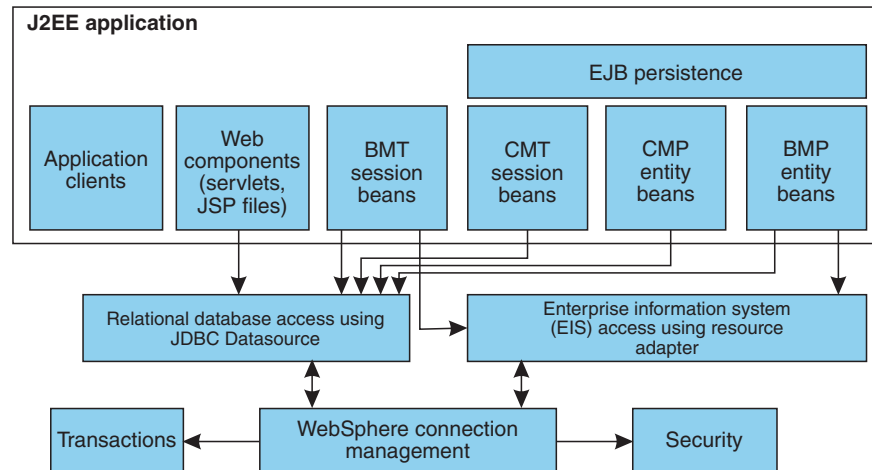 J2EE application
EJB persistence
Application
clients
Web
components
(servlets,
JSP files)
BMT
session
beans
CMT
session
beans
CMP
entity
beans
BMP
entity
beans
Relational database access using
JDBC Datasource
Enterprise information system
(EIS) access using resource
adapter
Transactions
WebSphere connection
management
Security